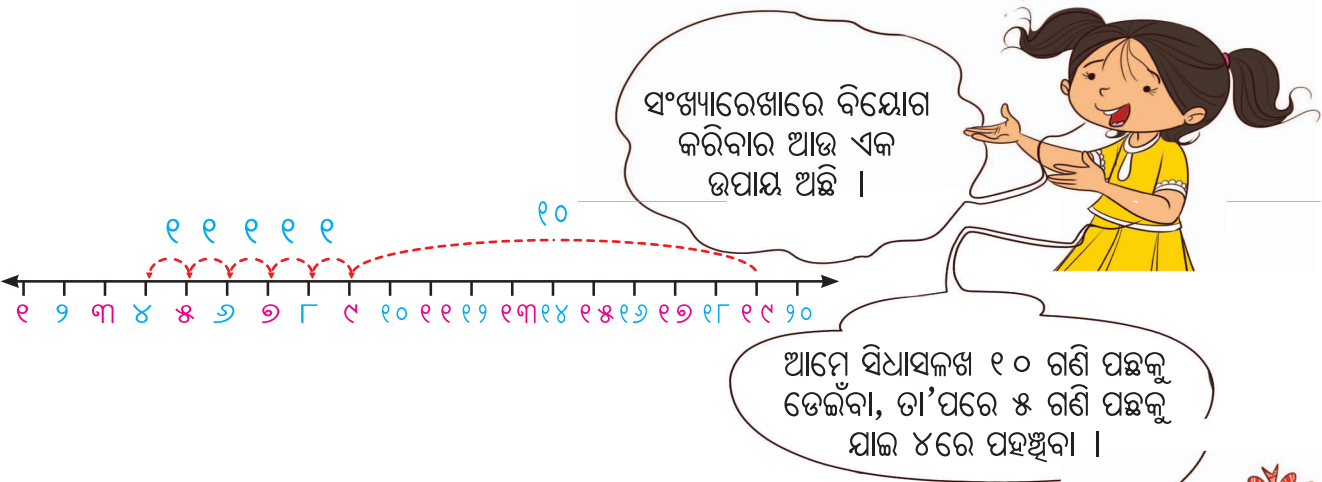 ସଂଖ୍ୟାରେଖାରେ ବିୟୋଗ
କରିବାର ଆଉ ଏକ
ଉପାୟ ଅଛି ।
୧୦
୧ ୧ ୧ ୧ ୧
୧ ୨ ୩ ୪ ୫ ୬ ୭ ୮ ୯ ୧୦ ୧୧ ୧୨ ୧୩ ୧୪ ୧୫ ୧୬ ୧୭ ୧୮ ୧୯ ୨୦
ଆମେ ସିଧାସଳଖ ୧୦ ଗଣି ପଛକୁ
ଡେଇଁବା, ତା’ପରେ ୫ ଗଣି ପଛକୁ
ଯାଇ ୪ରେ ପହଞ୍ଚିବା ।